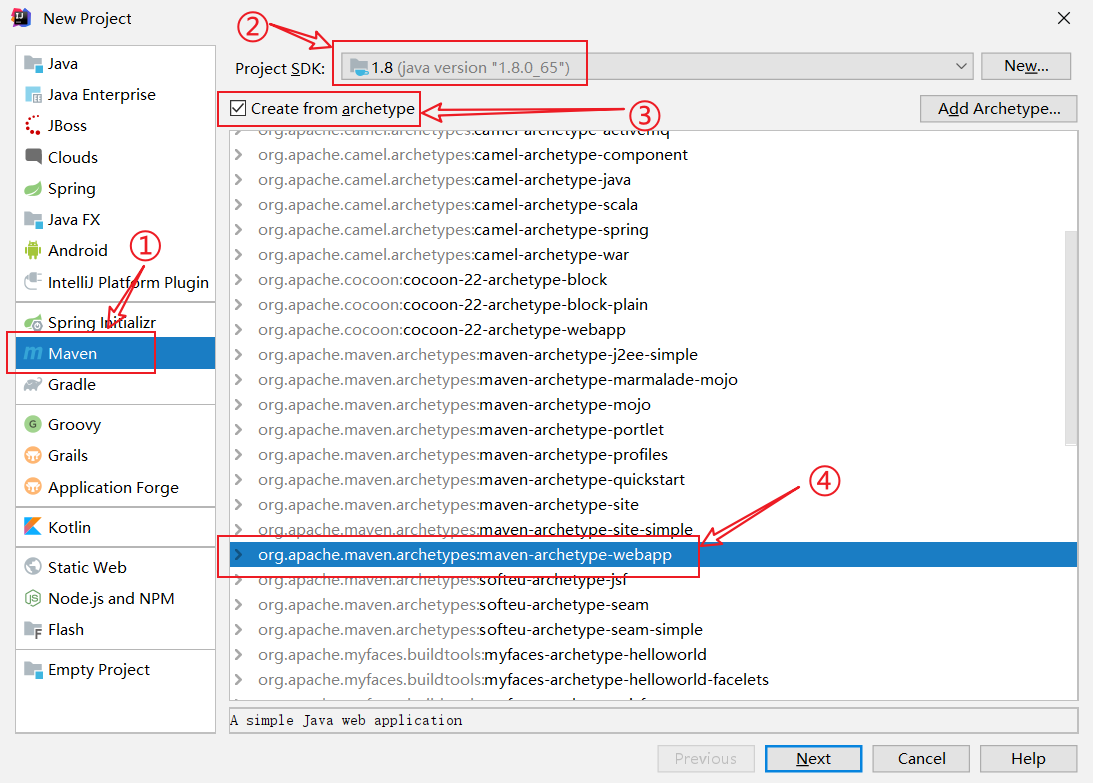 New Project
②
Project SDK: 1.8 (java version "1.8.0_65") New...
Create from archetype ③ Add Archetype...
Java
Java Enterprise
JBoss
Clouds
Spring
Java FX
Android ①
IntelliJ Platform Plugin
Spring Initializr
Maven
Gradle
Groovy
Grails
Application Forge
Kotlin
Static Web
Node.js and NPM
Flash
Empty Project
org.apache.camel.archetypes:camel-archetype-activemq
org.apache.camel.archetypes:camel-archetype-component
org.apache.camel.archetypes:camel-archetype-java
org.apache.camel.archetypes:camel-archetype-scala
org.apache.camel.archetypes:camel-archetype-spring
org.apache.camel.archetypes:camel-archetype-war
org.apache.cocoon:cocoon-22-archetype-block
org.apache.cocoon:cocoon-22-archetype-block-plain
org.apache.cocoon:cocoon-22-archetype-webapp
org.apache.maven.archetypes:maven-archetype-j2ee-simple
org.apache.maven.archetypes:maven-archetype-marmalade-mojo
org.apache.maven.archetypes:maven-archetype-mojo
org.apache.maven.archetypes:maven-archetype-portlet
org.apache.maven.archetypes:maven-archetype-profiles
org.apache.maven.archetypes:maven-archetype-quickstart
④
org.apache.maven.archetypes:maven-archetype-site
org.apache.maven.archetypes:maven-archetype-site-simple
org.apache.maven.archetypes:maven-archetype-webapp
org.apache.maven.archetypes:softeu-archetype-jsf
org.apache.maven.archetypes:softeu-archetype-seam
org.apache.maven.archetypes:softeu-archetype-seam-simple
org.apache.myfaces.buildtools:myfaces-archetype-helloworld
org.apache.myfaces.buildtools:myfaces-archetype-helloworld-facelets
A simple Java web application
Previous Next Cancel Help